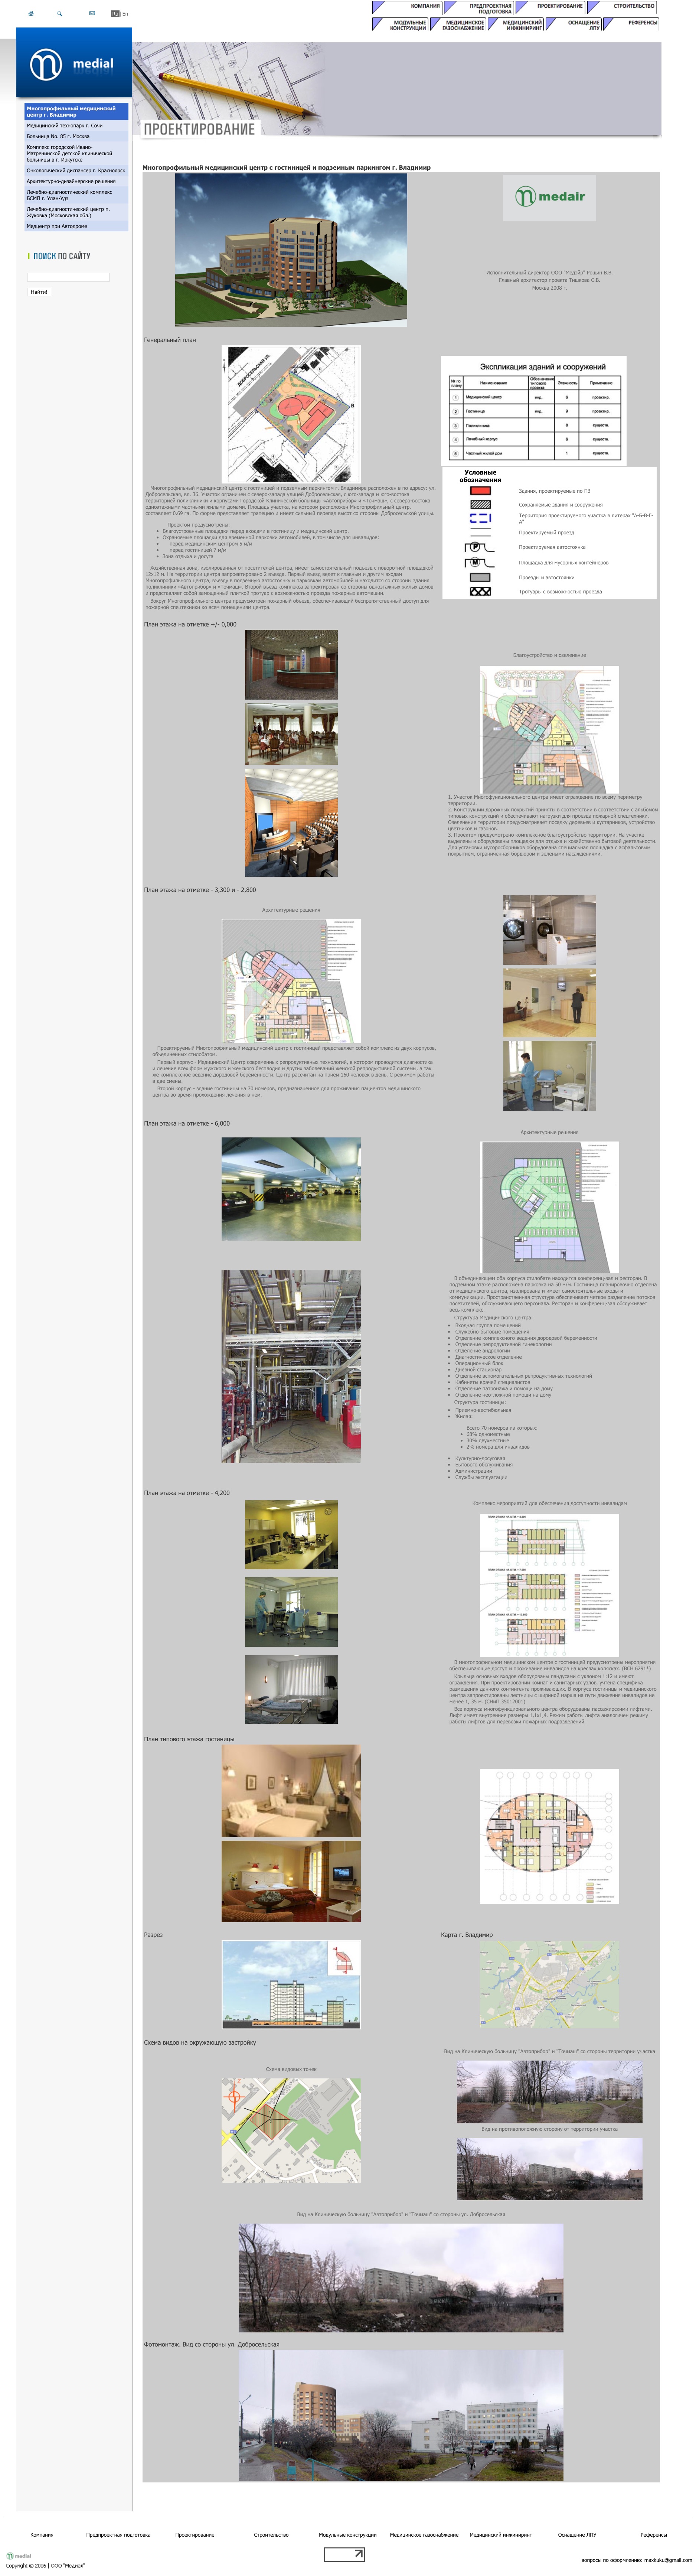 Ru | En
КОМПАНИЯ
ПРЕДПРОЕКТНАЯ
ПОДГОТОВКА
ПРОЕКТИРОВАНИЕ
СТРОИТЕЛЬСТВО
МОДУЛЬНЫЕ
КОНСТРУКЦИИ
МЕДИЦИНСКОЕ
ГАЗОСНАБЖЕНИЕ
МЕДИЦИНСКИЙ
ИНЖИНИРИНГ
ОСНАЩЕНИЕ
ЛПУ
РЕФЕРЕНСЫ
medial
ПРОЕКТИРОВАНИЕ
Многопрофильный медицинский
центр г. Владимир
Медицинский технопарк г. Сочи
Больница No. 85 г. Москва
Комплекс городской Ивано-
Матренинской детской клинической
больницы в г. Иркутске
Онкологический диспансер г. Красноярск
Архитектурно-дизайнерские решения
Лечебно-диагностический комплекс
БСМП г. Улан-Удэ
Лечебно-диагностический центр п.
Жуковка (Московская обл.)
Медцентр при Автодроме
ПОИСК ПО САЙТУ
Найти!
Многопрофильный медицинский центр с гостиницей и подземным паркингом г. Владимир
medair
Исполнительный директор ООО "Медэйр" Рощин В.В.
Главный архитектор проекта Тишкова С.В.
Москва 2008 г.
Генеральный план
ДОБРОСЕЛЬСКАЯ УЛ.
Экспликация зданий и сооружений
№ по плану
Наименование
Обозначение типового проекта
Этажность
Примечание
1 Медицинский центр инд. 6 проектир.
2 Гостиница инд. 9 проектир.
3 Поликлиника 6 существ.
4 Лечебный корпус 6 существ.
Частный жилой дом 1 существ.
Условные
обозначения
Здания, проектируемые по ПЗ
Сохраняемые здания и сооружения
Территория проектируемого участка в литерах "А-Б-В-Г-
Д"
Проектируемый проезд
Проектируемая автостоянка
Площадка для мусорных контейнеров
Проезды и автостоянки
Тротуары с возможностью проезда
Многопрофильный медицинский центр с гостиницей и подземный паркингом г. Владимир расположен в по адресу: ул.
Добросельская, вл. 36. Участок ограничен с северо-запада улицей Добросельская, с юго-запада и юга-востока
территорией поликлиники и корпусами Городской Клинической больницы «Автоприбор» и «Точмаш», с северо-востока
одноэтажными частными жилыми домами. Площадь участка, на котором расположен Многопрофильный центр,
составляет 0.69 га. По форме представляет трапецию и имеет сильный перепад высот со стороны Добросельской улицы.
Проектом предусмотрены:
• Благоустроенные площадки перед входами в гостиницу и медицинский центр.
• Охраняемые площадки для временной парковки автомобилей, в том числе для инвалидов:
• перед медицинским центром 5 м/м
• перед гостиницей 7 м/м
• Зона отдыха и досуга
Хозяйственная зона, изолированная от посетителей центра, имеет самостоятельный подъезд с поворотной площадкой
12х12 м. На территории центра запроектировано 2 въезда. Первый въезд ведет к главным и другим входам
Многопрофильного центра, въезду в подземную автостоянку и парковки автомобилей и находится со стороны здания
поликлиники «Автоприбор» и «Точмаш». Второй въезд комплекса запроектирован со стороны одноквартирных жилых домов
и представляет собой замощенный плиткой тротуар с возможностью проезда пожарных автомашин.
Вокруг Многопрофильного центра предусмотрен пожарный объезд, обеспечивающий беспрепятственный доступ для
пожарной спецтехники ко всем помещениям центра.
План этажа на отметке +/- 0,000
Благоустройство и озеленение
1. Участок Многофункционального центра имеет ограждение по всему периметру
территории.
2. Конструкции дорожных покрытий приняты в соответствии в соответствии с альбомом
типовых конструкций и обеспечивают нагрузки для проезда пожарной спецтехники.
Озеленение территории предусматривает посадку деревьев и кустарников, устройство
цветников и газонов.
3. Проектом предусмотрено комплексное благоустройство территории. На участке
выделены и оборудованы площадки для отдыха и хозяйственно бытовой деятельности.
Для установки мусоросборников оборудована специальная площадка с асфальтовым
покрытием, ограниченная бордюром и зелеными насаждениями.
План этажа на отметке - 3,300 и - 2,800
Архитектурные решения
Проектируемый Многопрофильный медицинский центр с гостиницей представляет собой комплекс из двух корпусов,
объединенных стилобатом.
Первый корпус - Медицинский Центр современных репродуктивных технологий, в котором проводится диагностика
и лечение всех форм мужского и женского бесплодия и других заболеваний женской репродуктивной системы, а так
же комплексное ведение дородовой беременности. Центр рассчитан на прием 160 человек в день. С режимом работы
в две смены.
Второй корпус - здание гостиницы на 70 номеров, предназначенное для проживания пациентов медицинского
центра во время прохождения лечения в нем.
План этажа на отметке - 6,000
Архитектурные решения
В объединяющем оба корпуса стилобате находится конференц-зал и ресторан. В
подземном этаже расположена парковка на 50 м/м. Гостиница планировочно отделена
от медицинского центра, изолирована и имеет самостоятельные входы и
коммуникации. Пространственная структура обеспечивает четкое разделение потоков
посетителей, обслуживающего персонала. Ресторан и конференц-зал обслуживает
весь комплекс.
Структура Медицинского центра:
• Входная группа помещений
• Служебно-бытовые помещения
• Отделение комплексного ведения дородовой беременности
• Отделение репродуктивной гинекологии
• Отделение андрологии
• Диагностическое отделение
• Операционный блок
• Дневной стационар
• Отделение вспомогательных репродуктивных технологий
• Кабинеты врачей специалистов
• Отделение патронажа и помощи на дому
• Отделение неотложной помощи на дому
Структура гостиницы:
• Приемно-вестибюльная
• Жилая:
Всего 70 номеров из которых:
• 68% одноместные
• 30% двухместные
• 2% номера для инвалидов
• Культурно-досуговая
• Бытового обслуживания
• Администрации
• Службы эксплуатации
План этажа на отметке - 4,200
Комплекс мероприятий для обеспечения доступности инвалидам
В многопрофильном медицинском центре с гостиницей предусмотрены мероприятия
обеспечивающие доступ и проживание инвалидов на креслах колясках. (ВСН 6291*)
Крыльца основных входов оборудованы пандусами с уклоном 1:12 и имеют
ограждение. При проектировании комнат и санитарных узлов, учтена специфика
размещения данного контингента проживающих. В корпусе гостиницы и медицинского
центра запроектированы лестницы с шириной марша на пути движения инвалидов не
менее 1, 35 м. (СНиП 35012001)
Все корпуса многофункционального центра оборудованы пассажирскими лифтами.
Лифт имеет внутренние размеры 1,1х1,4. Режим работы лифта аналогичен режиму
работы лифтов для перевозки пожарных подразделений.
План типового этажа гостиницы
Разрез
Карта г. Владимир
Схема видов на окружающую застройку
Схема видовых точек
Вид на Клиническую больницу "Автоприбор" и "Точмаш" со стороны территории участка
Вид на противоположную сторону от территории участка
Вид на Клиническую больницу "Автоприбор" и "Точмаш" со стороны ул. Добросельская
Фотомонтаж. Вид со стороны ул. Добросельская
Компания
Предпроектная подготовка
Проектирование
Строительство
Модульные конструкции
Медицинское газоснабжение
Медицинский инжиниринг
Оснащение ЛПУ
Референсы
medial
Copyright © 2006 | ООО "Медиал"
вопросы по оформлению: maxkuku@gmail.com